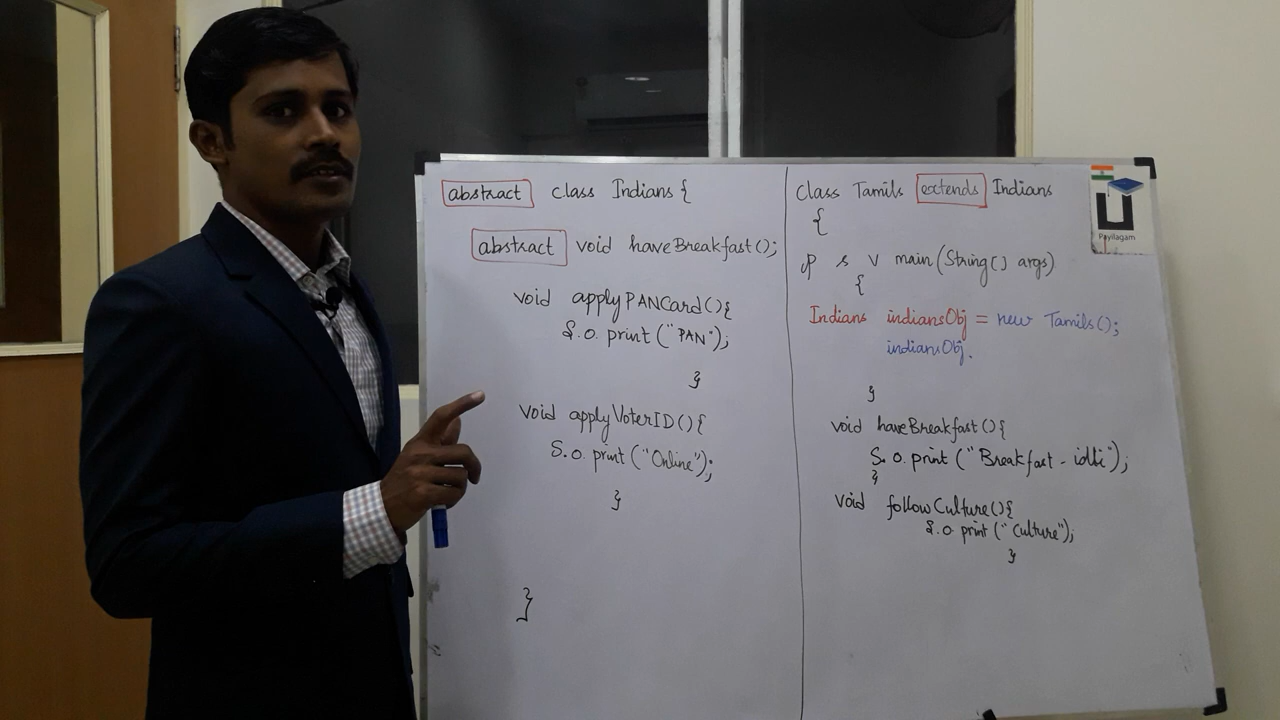 abstract class Indians {
abstract void haveBreakfast();
void applyPANCard(){
S.o. print ("PAN");
}
void applyVoterID(){
S.o. print ("Online");
}
}
class Tamils extends Indians
{
p s v main(String[] args)
{
Indians indiansObj = new Tamils();
indiansObj.
}
void haveBreakfast(){
S.o. print ("Breakfast - idli");
}
void followCulture(){
S.o print ("Culture");
}
Payilagam